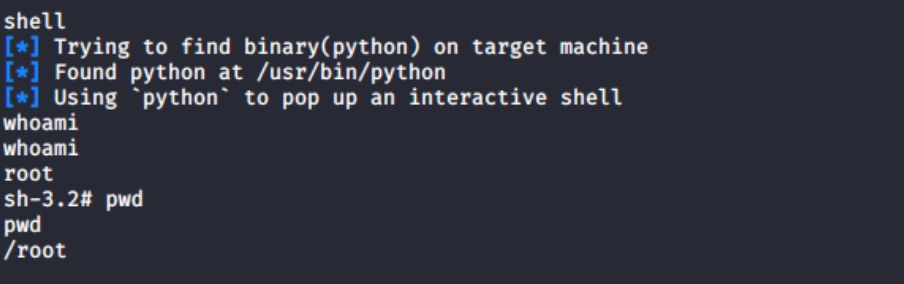 shell
[*] Trying to find binary(python) on target machine
[*] Found python at /usr/bin/python
[*] Using `python` to pop up an interactive shell
whoami
whoami
root
sh-3.2# pwd
pwd
/root